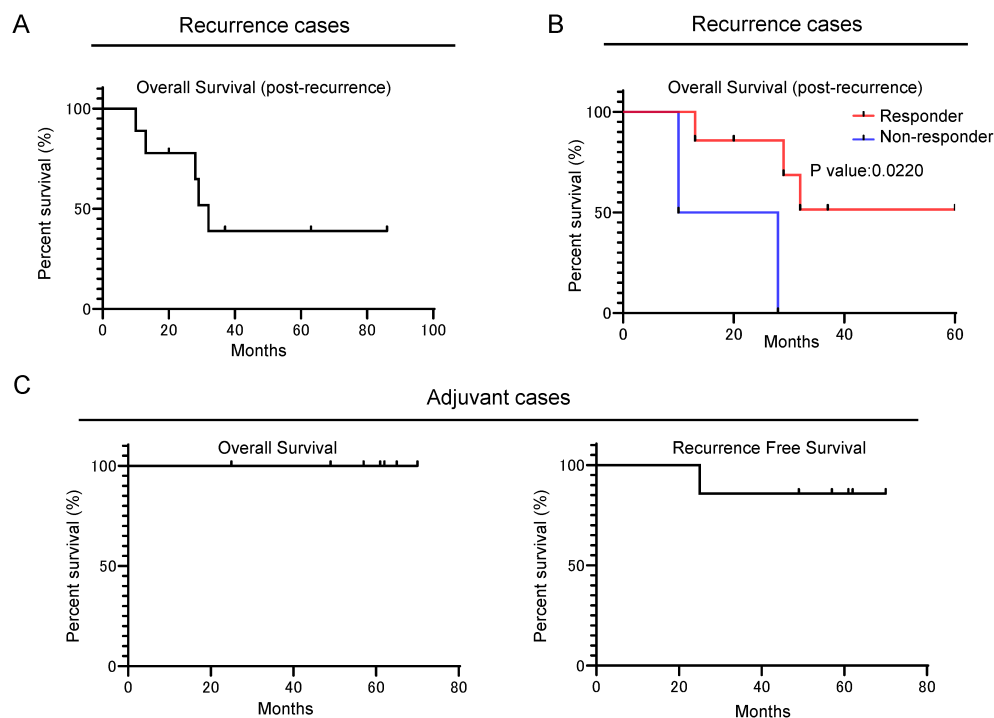 A
Recurrence cases
Overall Survival (post-recurrence)
Percent survival (%)
100
50
0
0 20 40 60 80 100
Months
B
Recurrence cases
Overall Survival (post-recurrence)
Responder
Non-responder
P value:0.0220
Percent survival (%)
100
50
0
0 20 40 60
Months
C
Adjuvant cases
Overall Survival
Percent survival (%)
100
50
0
0 20 40 60 80
Months
Recurrence Free Survival
Percent survival (%)
100
50
0
0 20 40 60 80
Months